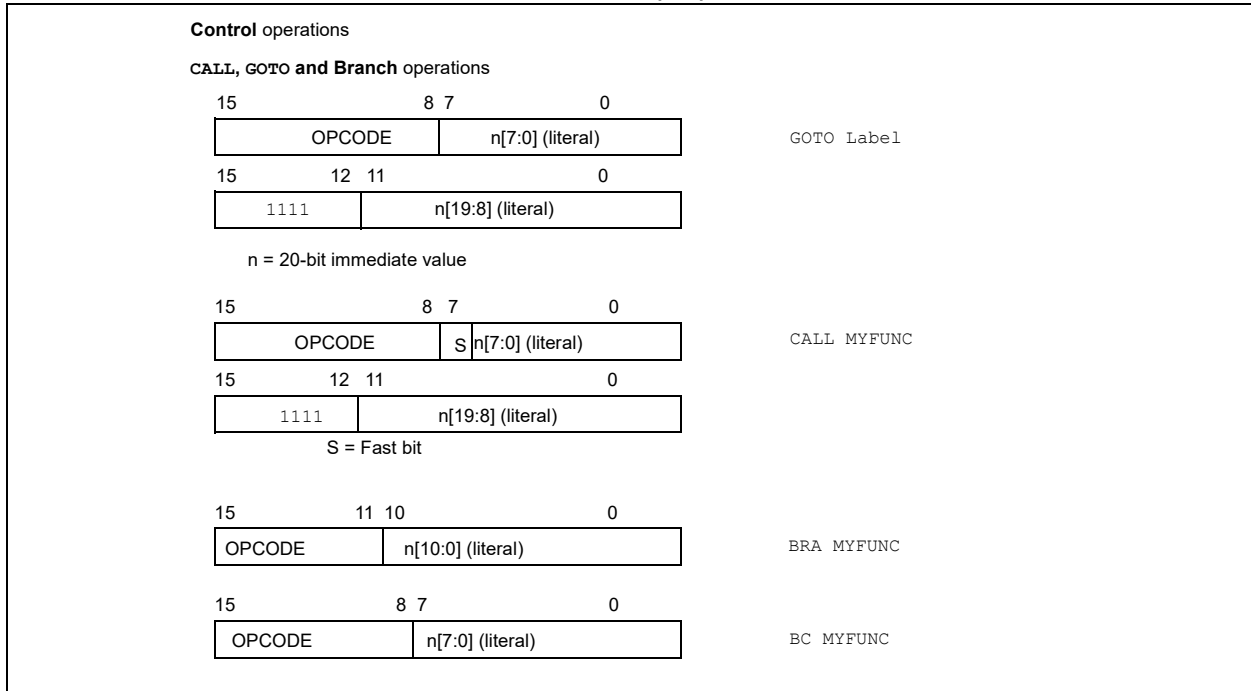 Control operations
CALL, GOTO and Branch operations
15 8 7 0
OPCODE n[7:0] (literal) GOTO Label
15 12 11 0
1111 n[19:8] (literal)
n = 20-bit immediate value
15 8 7 0
OPCODE S n[7:0] (literal) CALL MYFUNC
15 12 11 0
1111 n[19:8] (literal)
S = Fast bit
15 11 10 0
OPCODE n[10:0] (literal) BRA MYFUNC
15 8 7 0
OPCODE n[7:0] (literal) BC MYFUNC